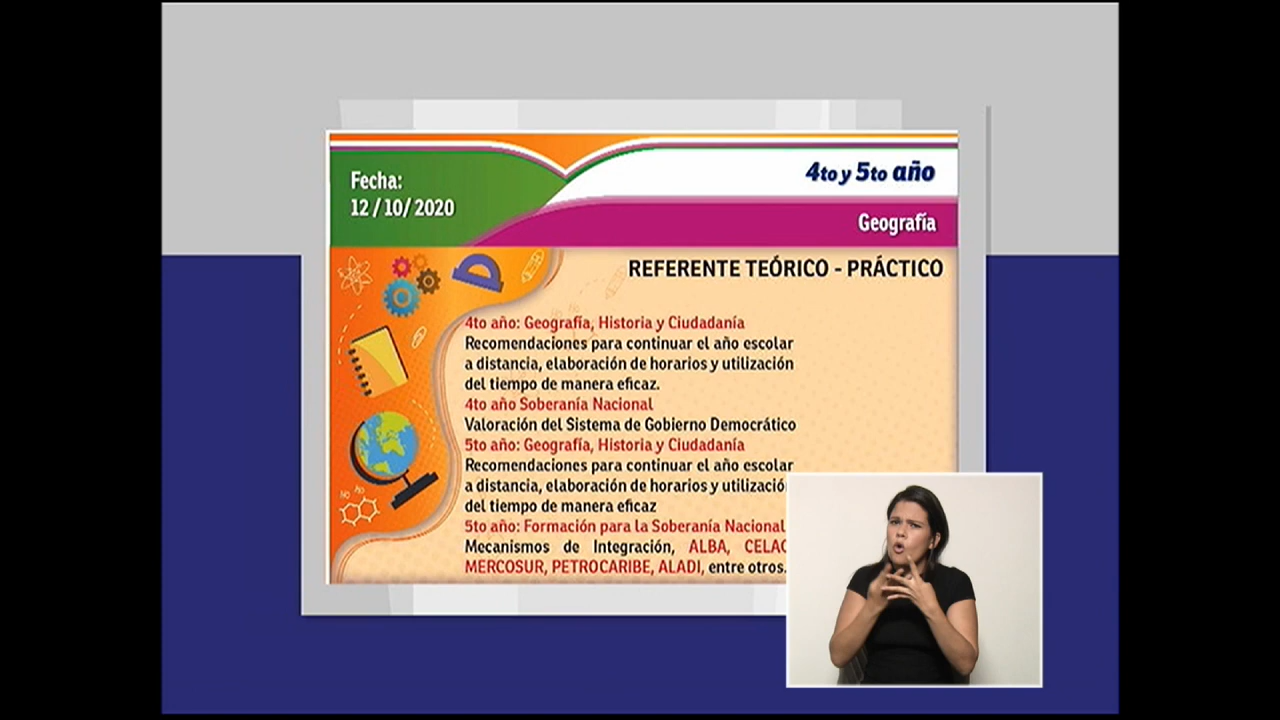 Fecha:
12 / 10/ 2020
4to y 5to año
Geografía
REFERENTE TEÓRICO - PRÁCTICO
4to año: Geografía, Historia y Ciudadanía
Recomendaciones para continuar el año escolar
a distancia, elaboración de horarios y utilización
del tiempo de manera eficaz.
4to año Soberanía Nacional
Valoración del Sistema de Gobierno Democrático
5to año: Geografía, Historia y Ciudadanía
Recomendaciones para continuar el año escolar
a distancia, elaboración de horarios y utilizació
del tiempo de manera eficaz
5to año: Formación para la Soberanía Nacional
Mecanismos de Integración, ALBA, CELAC
MERCOSUR, PETROCARIBE, ALADI, entre otros.